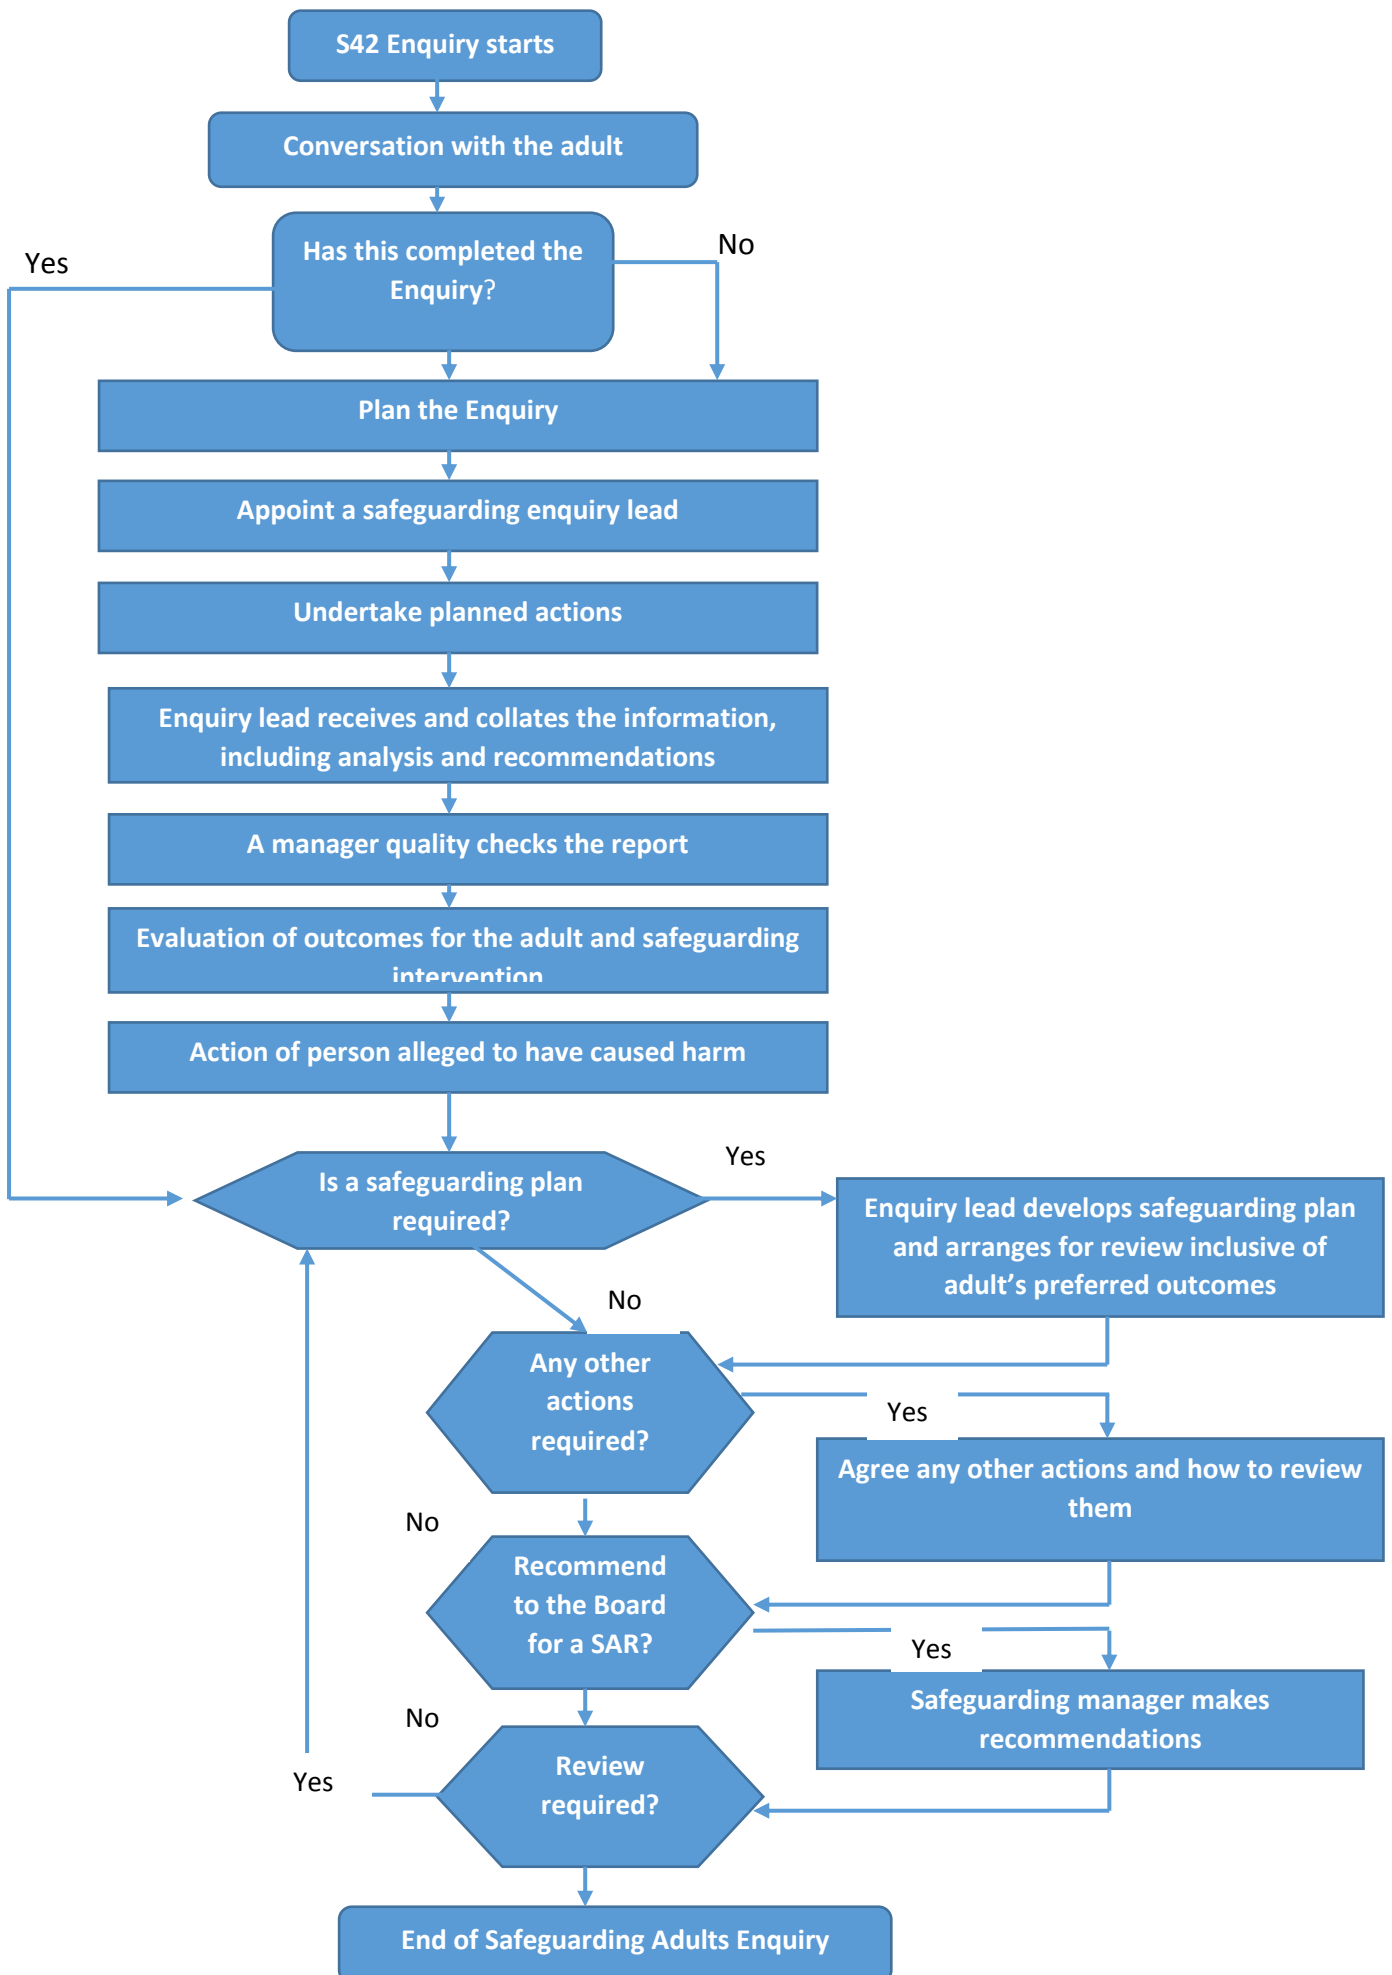 S42 Enquiry starts
Conversation with the adult
Has this completed the
Enquiry?
Yes
No
Plan the Enquiry
Appoint a safeguarding enquiry lead
Undertake planned actions
Enquiry lead receives and collates the information,
including analysis and recommendations
A manager quality checks the report
Evaluation of outcomes for the adult and safeguarding
intervention
Action of person alleged to have caused harm
Is a safeguarding plan
required?
Yes
Enquiry lead develops safeguarding plan
and arranges for review inclusive of
adult’s preferred outcomes
No
Any other
actions
required?
Yes
Agree any other actions and how to review
them
No
Recommend
to the Board
for a SAR?
Yes
Safeguarding manager makes
recommendations
No
Review
required?
Yes
End of Safeguarding Adults Enquiry